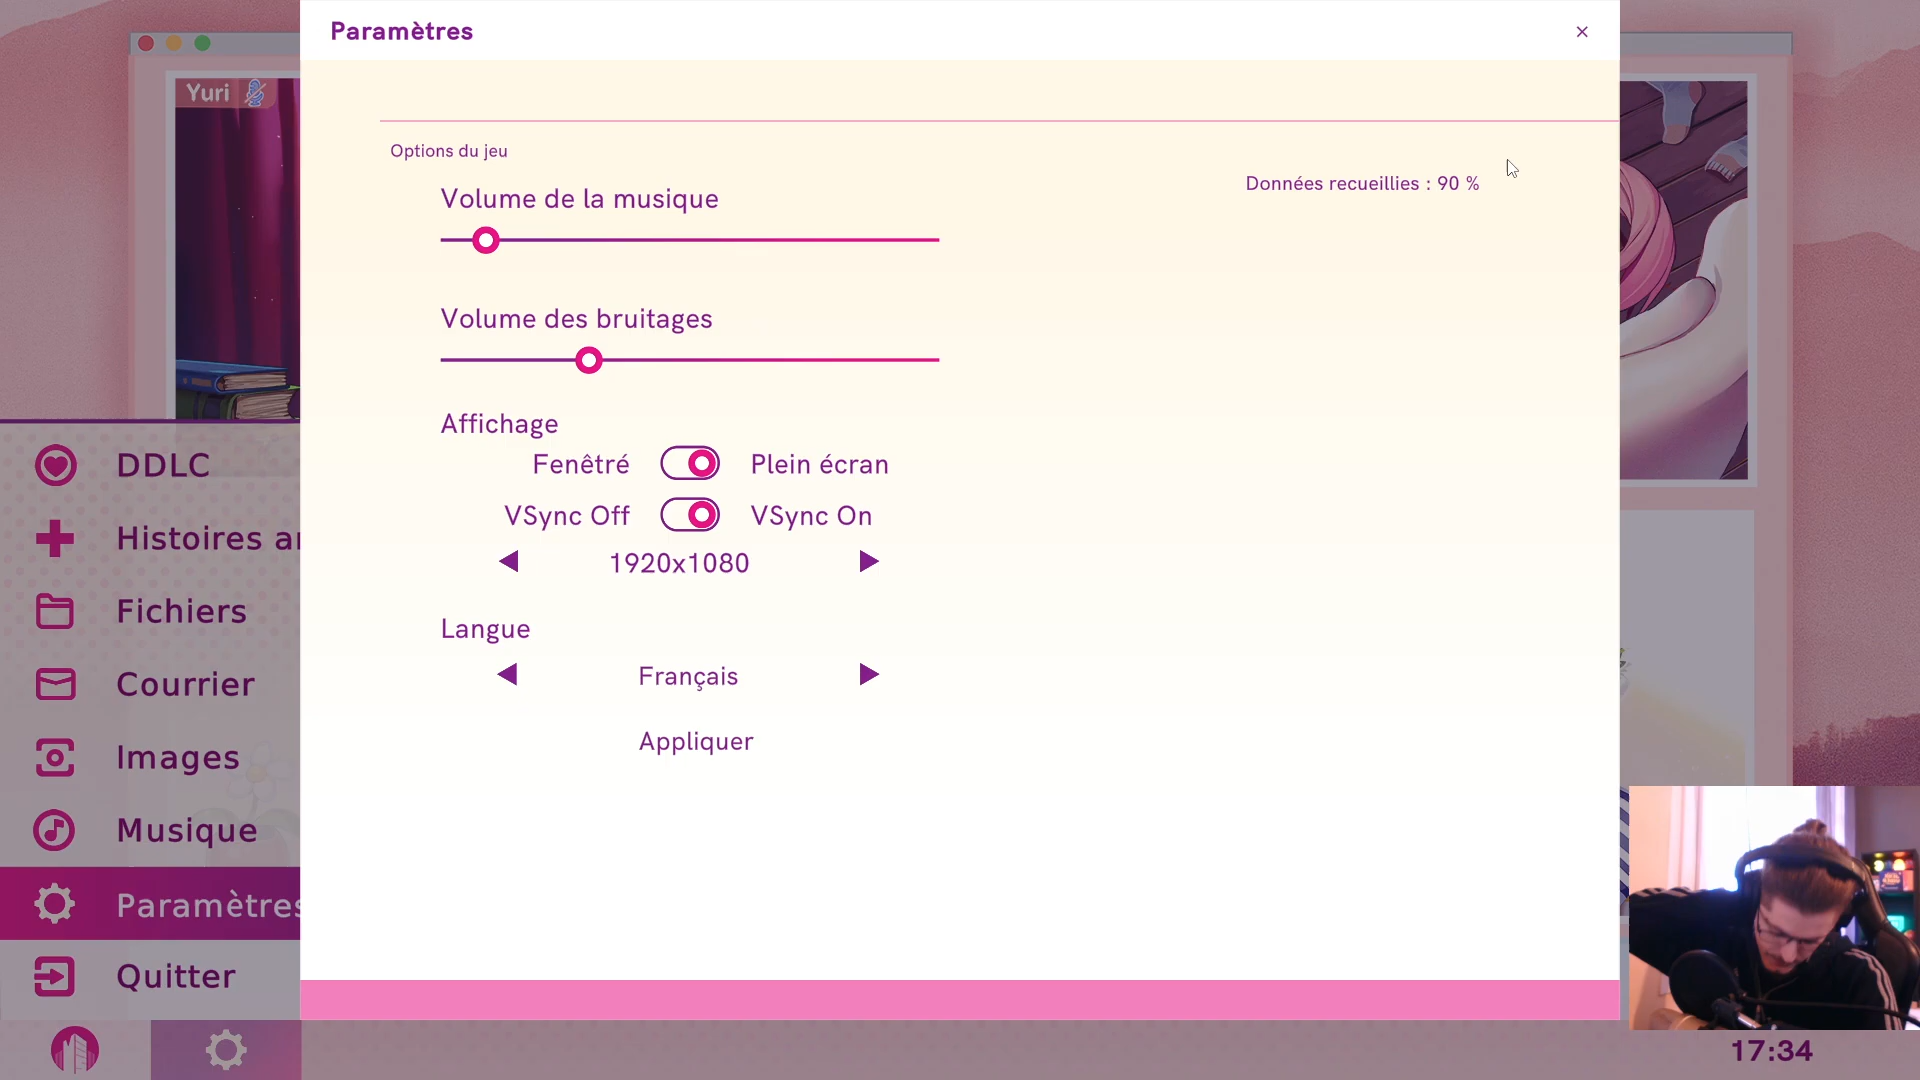 Paramètres
×
Yuri
Options du jeu
Données recueillies : 90 %
Volume de la musique
Volume des bruitages
Affichage
Fenêtré
Plein écran
VSync Off
VSync On
1920x1080
Langue
Français
Appliquer
DDLC
Histoires
Fichiers
Courrier
Images
Musique
Paramètres
Quitter
17:34